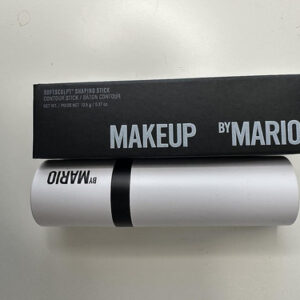 SOFTSCULPT® SHAPING STICK
CONTOUR STICK / BÂTON CONTOUR
NET WT. / POIDS NET 10.5 g / 0.37 oz
MAKEUP BY MARIO
BY MARIO